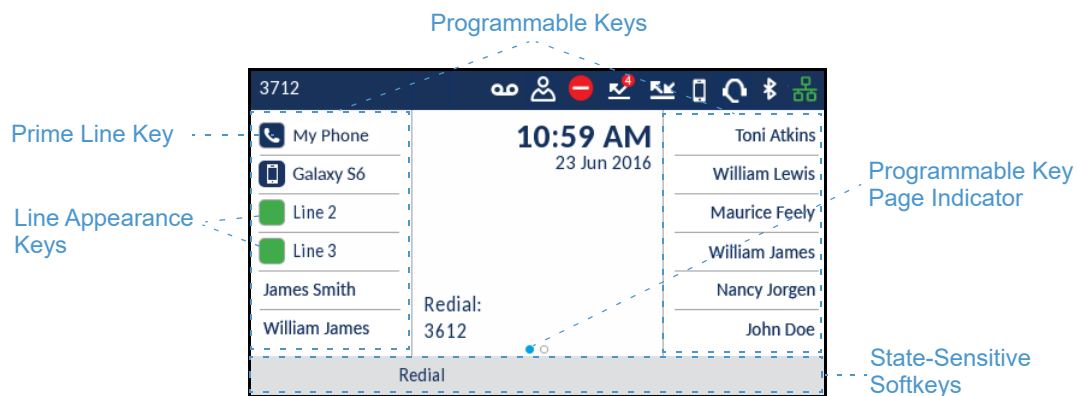 Programmable Keys
3712
4
Prime Line Key
My Phone
Galaxy S6
Line Appearance
Keys
Line 2
Line 3
James Smith
William James
10:59 AM
23 Jun 2016
Redial:
3612
Toni Atkins
William Lewis
Maurice Feely
William James
Nancy Jorgen
John Doe
Programmable Key
Page Indicator
Redial
State-Sensitive
Softkeys